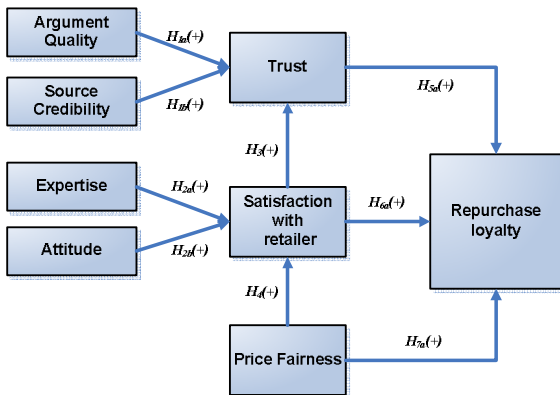 Argument
Quality
H1a(+)
Trust
Source
Credibility
H1b(+)
H5a(+)
H3(+)
Expertise
H2a(+)
Satisfaction
with
retailer
H6a(+)
Repurchase
loyalty
Attitude
H2b(+)
H4(+)
Price Fairness
H7a(+)